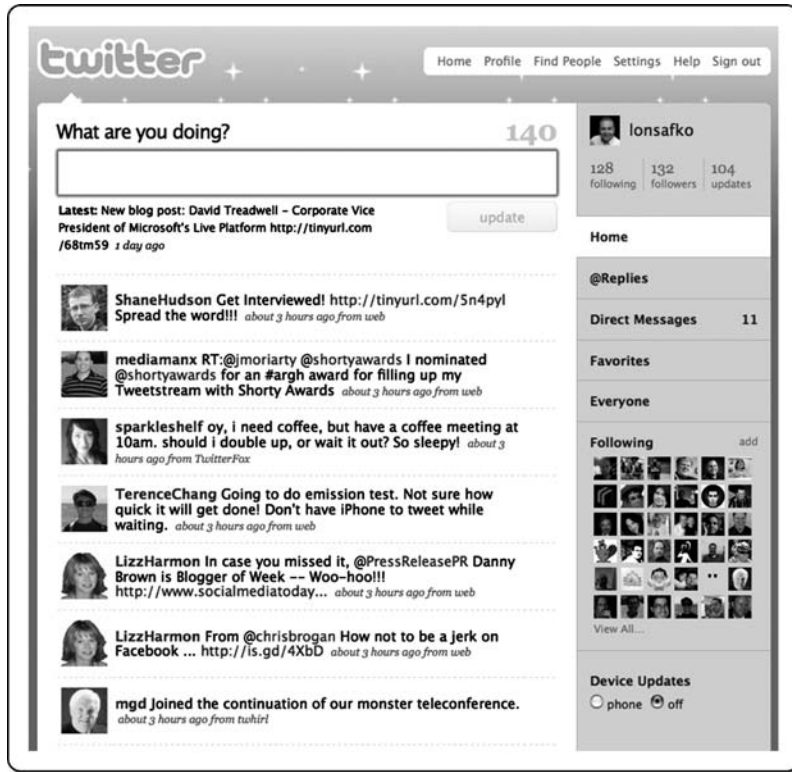 twitter
Home Profile Find People Settings Help Sign out
What are you doing?
140
Latest: New blog post: David Treadwell – Corporate Vice
President of Microsoft's Live Platform http://tinyurl.com
/68tm59 1 day ago
update
ShaneHudson Get Interviewed! http://tinyurl.com/5n4pyl
Spread the word!!! about 3 hours ago from web
mediamanx RT:@jmoriarty @shortyawards I nominated
@shortyawards for an #argh award for filling up my
Tweetstream with Shorty Awards about 3 hours ago from web
sparkleshelf oy, i need coffee, but have a coffee meeting at
10am. should i double up, or wait it out? So sleepy! about 3
hours ago from TwitterFox
TerenceChang Going to do emission test. Not sure how
quick it will get done! Don't have iPhone to tweet while
waiting. about 3 hours ago from web
LizzHarmon In case you missed it, @PressReleasePR Danny
Brown is Blogger of Week -- Woo-hoo!!!
http://www.socialmediatoday... about 3 hours ago from web
LizzHarmon From @chrisbrogan How not to be a jerk on
Facebook ... http://is.gd/4XbD about 3 hours ago from web
mgd Joined the continuation of our monster teleconference.
about 3 hours ago from twhirl
lonsafko
128 132 104
following followers updates
Home
@Replies
Direct Messages 11
Favorites
Everyone
Following add
View All...
Device Updates
phone off